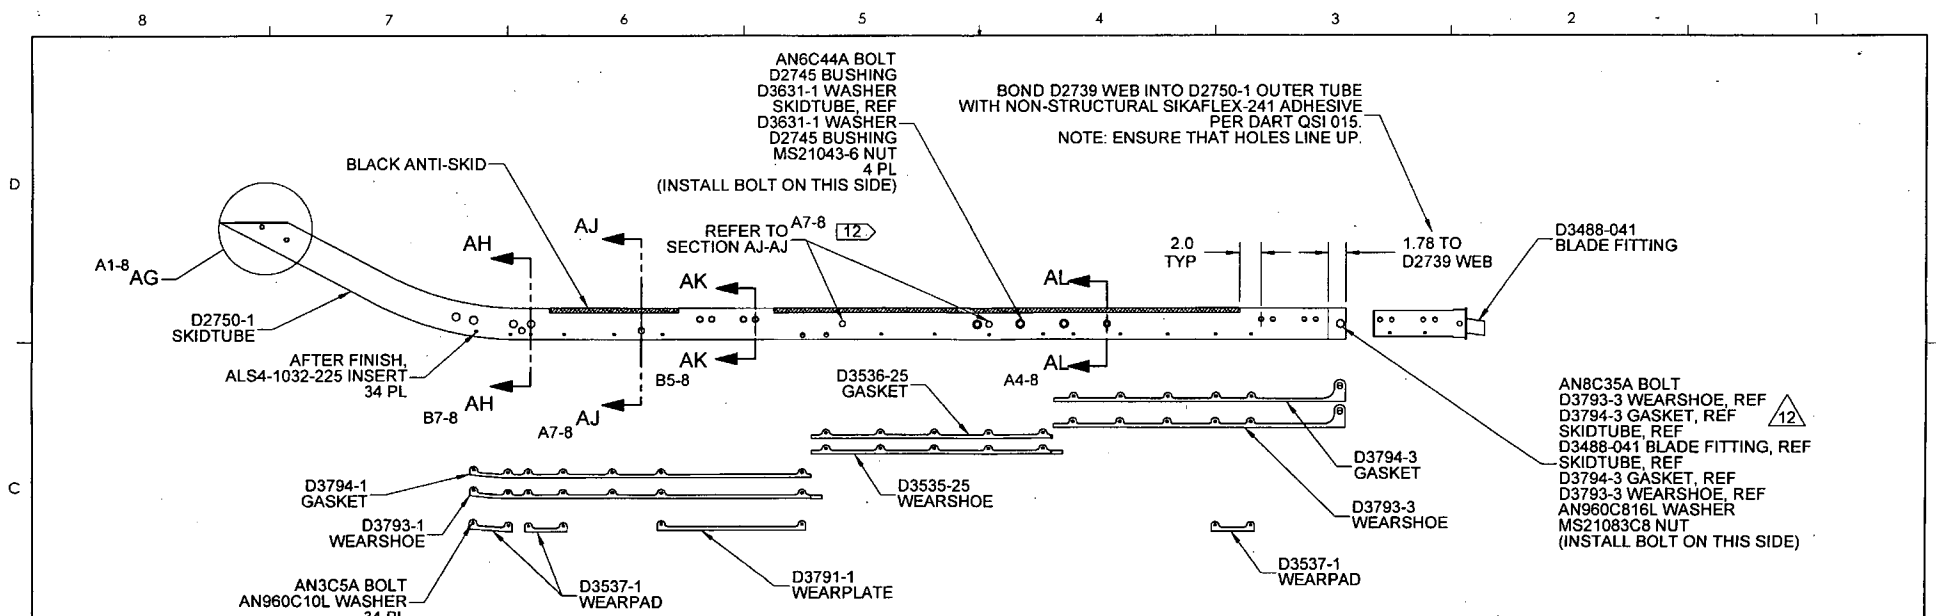 8 7 6 5 4 3 2 1
AN6C44A BOLT
D2745 BUSHING
D3631-1 WASHER
SKIDTUBE, REF
D3631-1 WASHER
D2745 BUSHING
MS21043-6 NUT
4 PL
(INSTALL BOLT ON THIS SIDE)
BOND D2739 WEB INTO D2750-1 OUTER TUBE
WITH NON-STRUCTURAL SIKAFLEX-241 ADHESIVE
PER DART QSI 015.
NOTE: ENSURE THAT HOLES LINE UP.
D
BLACK ANTI-SKID
REFER TO
SECTION AJ-AJ
A7-8
12
2.0
TYP
1.78 TO
D2739 WEB
D3488-041
BLADE FITTING
A1-8
AG
AH
AJ
AK
AL
D2750-1
SKIDTUBE
AFTER FINISH,
ALS4-1032-225 INSERT
34 PL
B7-8
AH
A7-8
AJ
B5-8
AK
A4-8
AL
D3536-25
GASKET
D3535-25
WEARSHOE
D3794-3
GASKET
D3793-3
WEARSHOE
AN8C35A BOLT
D3793-3 WEARSHOE, REF
D3794-3 GASKET, REF
SKIDTUBE, REF
D3488-041 BLADE FITTING, REF
SKIDTUBE, REF
D3794-3 GASKET, REF
D3793-3 WEARSHOE, REF
AN960C816L WASHER
MS21083C8 NUT
(INSTALL BOLT ON THIS SIDE)
12
C
D3794-1
GASKET
D3793-1
WEARSHOE
AN3C5A BOLT
AN960C10L WASHER
34 PL
D3537-1
WEARPAD
D3791-1
WEARPLATE
D3537-1
WEARPAD